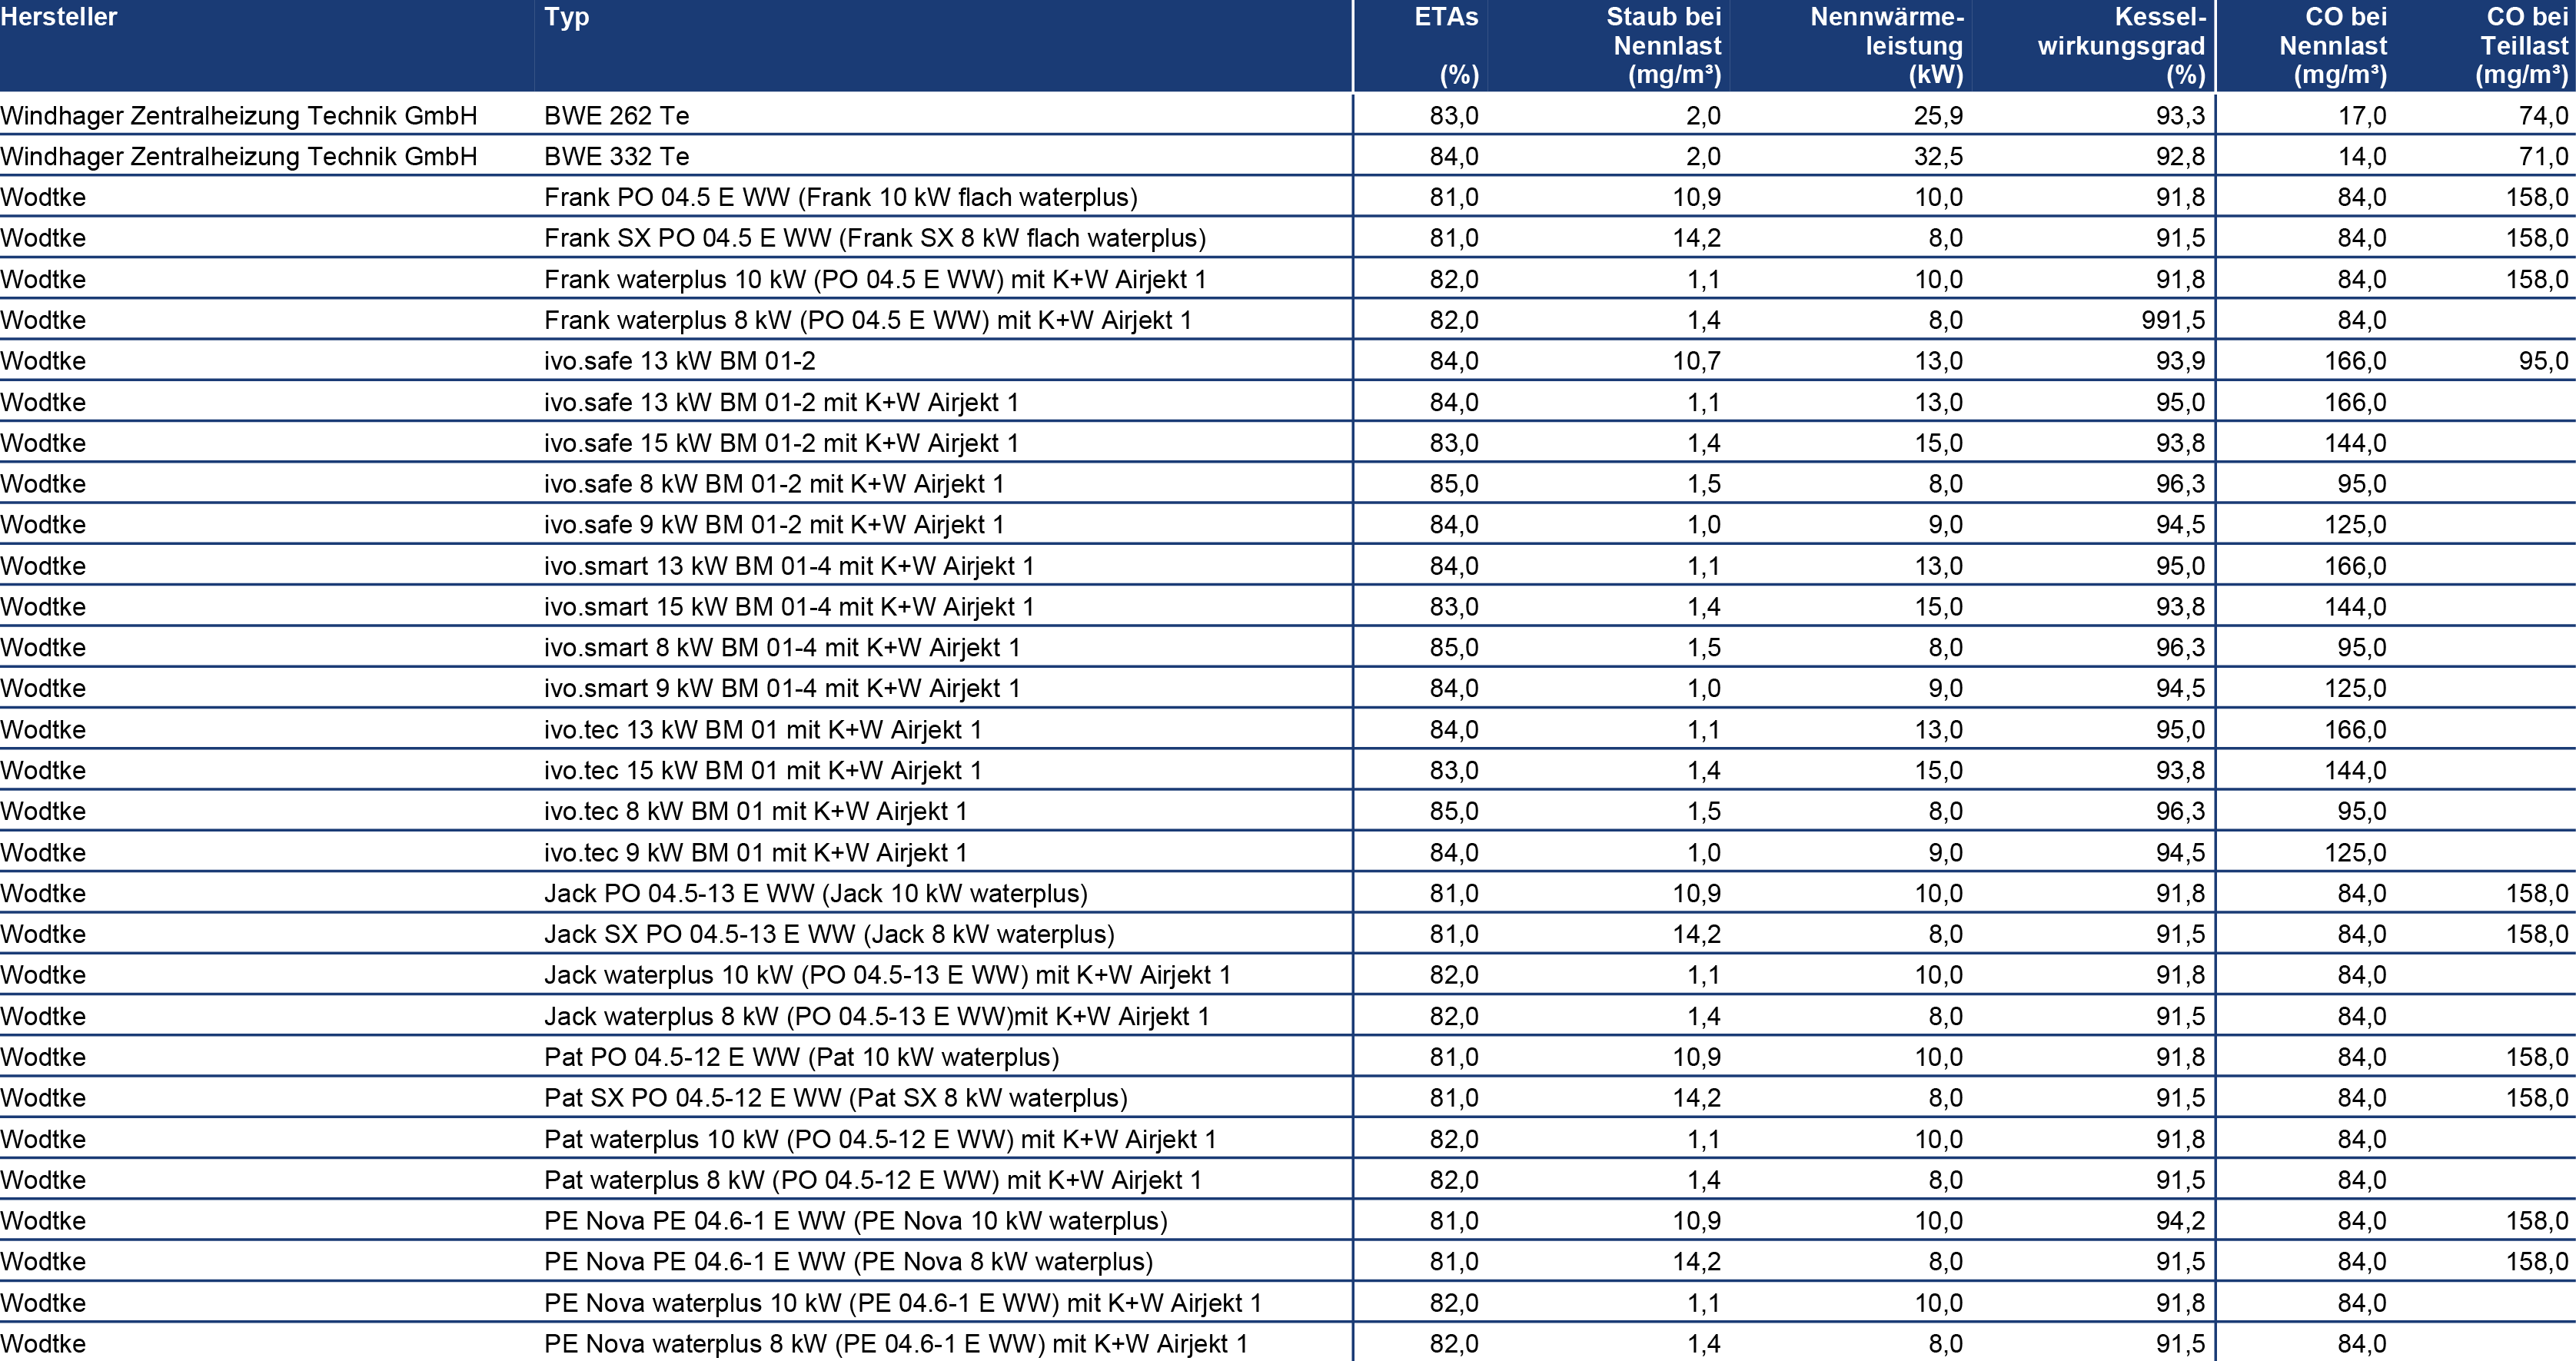 Hersteller Typ ETAs (%) Staub bei Nennlast (mg/m³) Nennwärme-leistung (kW) Kessel-wirkungsgrad (%) CO bei Nennlast (mg/m³) CO bei Teillast (mg/m³)
Windhager Zentralheizung Technik GmbH BWE 262 Te 83,0 2,0 25,9 93,3 17,0 74,0
Windhager Zentralheizung Technik GmbH BWE 332 Te 84,0 2,0 32,5 92,8 14,0 71,0
Wodtke Frank PO 04.5 E WW (Frank 10 kW flach waterplus) 81,0 10,9 10,0 91,8 84,0 158,0
Wodtke Frank SX PO 04.5 E WW (Frank SX 8 kW flach waterplus) 81,0 14,2 8,0 91,5 84,0 158,0
Wodtke Frank waterplus 10 kW (PO 04.5 E WW) mit K+W Airjekt 1 82,0 1,1 10,0 91,8 84,0 158,0
Wodtke Frank waterplus 8 kW (PO 04.5 E WW) mit K+W Airjekt 1 82,0 1,4 8,0 991,5 84,0
Wodtke ivo.safe 13 kW BM 01-2 84,0 10,7 13,0 93,9 166,0 95,0
Wodtke ivo.safe 13 kW BM 01-2 mit K+W Airjekt 1 84,0 1,1 13,0 95,0 166,0
Wodtke ivo.safe 15 kW BM 01-2 mit K+W Airjekt 1 83,0 1,4 15,0 93,8 144,0
Wodtke ivo.safe 8 kW BM 01-2 mit K+W Airjekt 1 85,0 1,5 8,0 96,3 95,0
Wodtke ivo.safe 9 kW BM 01-2 mit K+W Airjekt 1 84,0 1,0 9,0 94,5 125,0
Wodtke ivo.smart 13 kW BM 01-4 mit K+W Airjekt 1 84,0 1,1 13,0 95,0 166,0
Wodtke ivo.smart 15 kW BM 01-4 mit K+W Airjekt 1 83,0 1,4 15,0 93,8 144,0
Wodtke ivo.smart 8 kW BM 01-4 mit K+W Airjekt 1 85,0 1,5 8,0 96,3 95,0
Wodtke ivo.smart 9 kW BM 01-4 mit K+W Airjekt 1 84,0 1,0 9,0 94,5 125,0
Wodtke ivo.tec 13 kW BM 01 mit K+W Airjekt 1 84,0 1,1 13,0 95,0 166,0
Wodtke ivo.tec 15 kW BM 01 mit K+W Airjekt 1 83,0 1,4 15,0 93,8 144,0
Wodtke ivo.tec 8 kW BM 01 mit K+W Airjekt 1 85,0 1,5 8,0 96,3 95,0
Wodtke ivo.tec 9 kW BM 01 mit K+W Airjekt 1 84,0 1,0 9,0 94,5 125,0
Wodtke Jack PO 04.5-13 E WW (Jack 10 kW waterplus) 81,0 10,9 10,0 91,8 84,0 158,0
Wodtke Jack SX PO 04.5-13 E WW (Jack 8 kW waterplus) 81,0 14,2 8,0 91,5 84,0 158,0
Wodtke Jack waterplus 10 kW (PO 04.5-13 E WW) mit K+W Airjekt 1 82,0 1,1 10,0 91,8 84,0
Wodtke Jack waterplus 8 kW (PO 04.5-13 E WW)mit K+W Airjekt 1 82,0 1,4 8,0 91,5 84,0
Wodtke Pat PO 04.5-12 E WW (Pat 10 kW waterplus) 81,0 10,9 10,0 91,8 84,0 158,0
Wodtke Pat SX PO 04.5-12 E WW (Pat SX 8 kW waterplus) 81,0 14,2 8,0 91,5 84,0 158,0
Wodtke Pat waterplus 10 kW (PO 04.5-12 E WW) mit K+W Airjekt 1 82,0 1,1 10,0 91,8 84,0
Wodtke Pat waterplus 8 kW (PO 04.5-12 E WW) mit K+W Airjekt 1 82,0 1,4 8,0 91,5 84,0
Wodtke PE Nova PE 04.6-1 E WW (PE Nova 10 kW waterplus) 81,0 10,9 10,0 94,2 84,0 158,0
Wodtke PE Nova PE 04.6-1 E WW (PE Nova 8 kW waterplus) 81,0 14,2 8,0 91,5 84,0 158,0
Wodtke PE Nova waterplus 10 kW (PE 04.6-1 E WW) mit K+W Airjekt 1 82,0 1,1 10,0 91,8 84,0
Wodtke PE Nova waterplus 8 kW (PE 04.6-1 E WW) mit K+W Airjekt 1 82,0 1,4 8,0 91,5 84,0